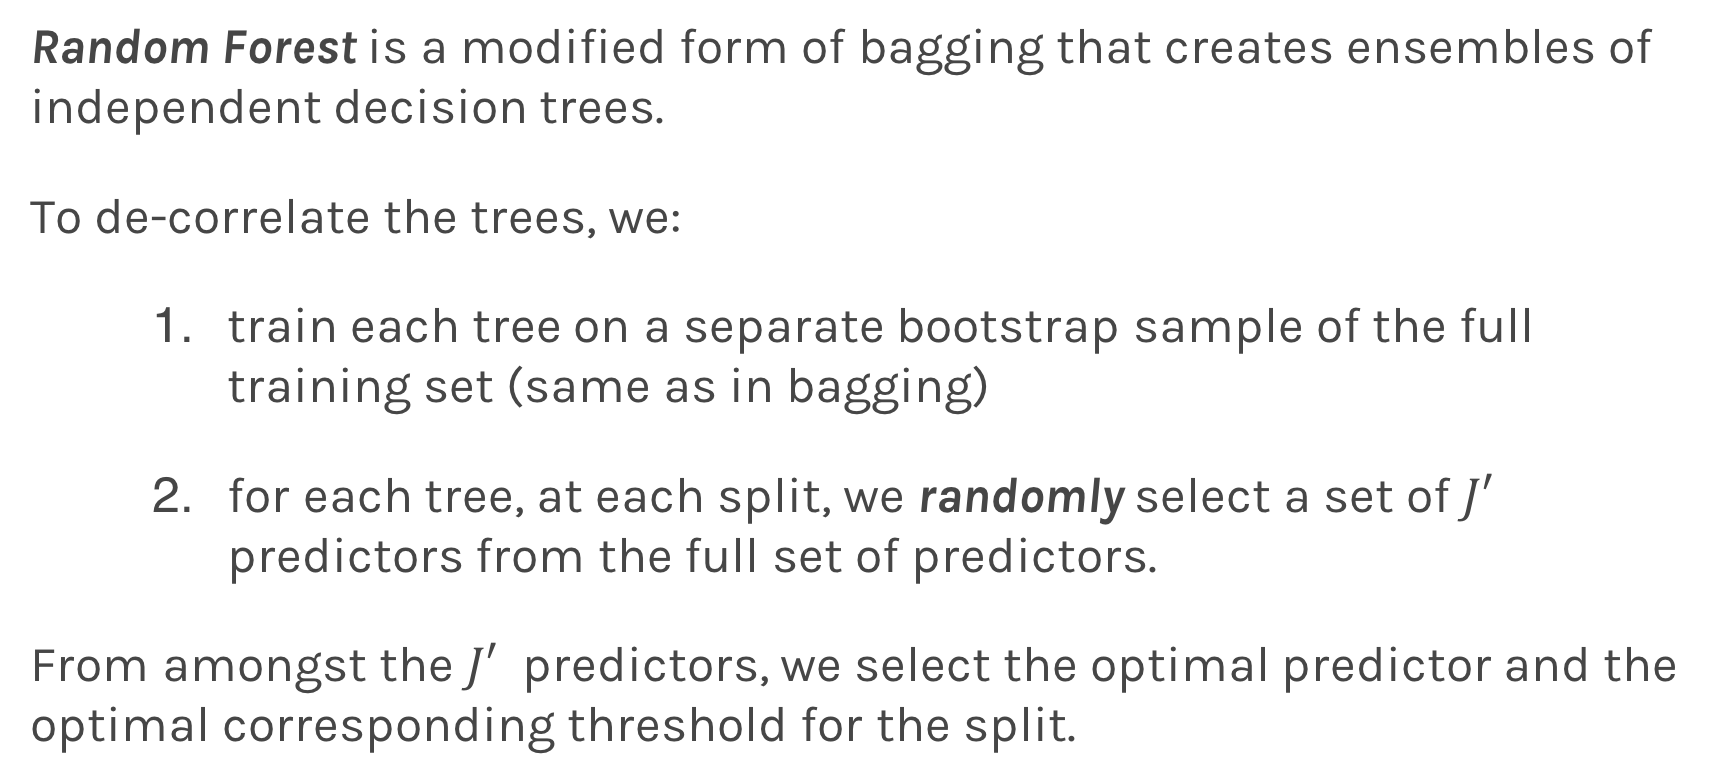 Random Forest is a modified form of bagging that creates ensembles of
independent decision trees.
To de-correlate the trees, we:
1. train each tree on a separate bootstrap sample of the full
training set (same as in bagging)
2. for each tree, at each split, we randomly select a set of J′
predictors from the full set of predictors.
From amongst the J′ predictors, we select the optimal predictor and the
optimal corresponding threshold for the split.